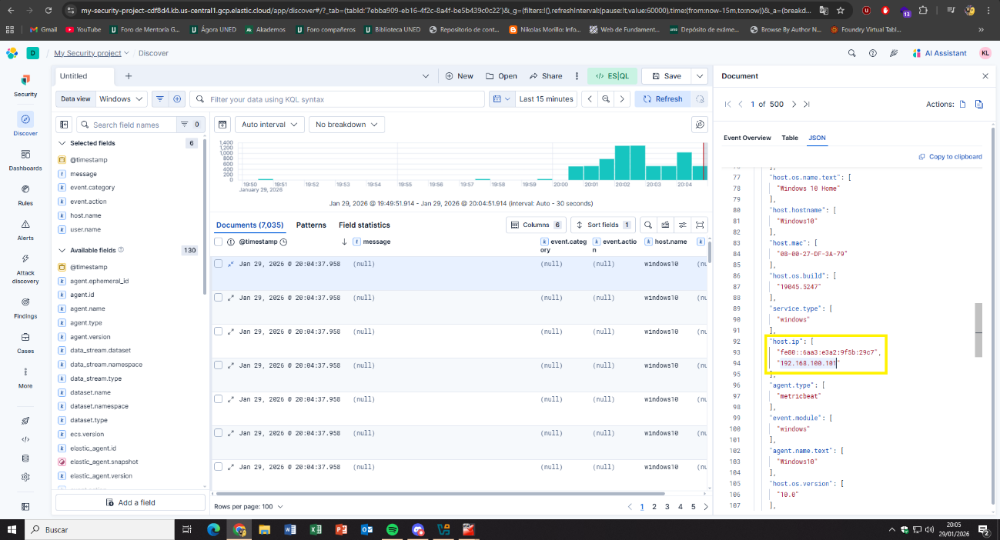 my-security-project-cdf8d4.kb.us-central1.gcp.elastic.cloud/app/discover#/?_tab=(tabId:'7ebba909-eb16-4f2c-8a4f-be5b439c0c22')&_g=(filters:!(),refreshInterval:(pause:!t,value:60000),time:(from:now-15m,to:now))&_a=(breakd...
13
Gmail YouTube Foro de Mentoría G... Ágora UNED Akademos Foro compañeros Biblioteca UNED Repositorio de cont... Nikolas Morillo: Info... Web de Fundament... Depósito de exáme... Browse By Author N... Foundry Virtual Tabl...
D / My Security project / Discover AI Assistant KL
Security
Discover
Dashboards
Rules
Alerts
Attack
discovery
Findings
Cases
More
Untitled New Open Share ES|QL Save
Data view Windows Filter your data using KQL syntax Last 15 minutes Refresh
Search field names 0
Selected fields 6
@timestamp
message
event.category
event.action
host.name
user.name
Available fields 130
@timestamp
agent.ephemeral_id
agent.id
agent.name
agent.type
agent.version
data_stream.dataset
data_stream.namespace
data_stream.type
dataset.name
dataset.namespace
dataset.type
ecs.version
elastic_agent.id
elastic_agent.snapshot
elastic_agent.version
Add a field
Auto interval No breakdown
1,400
1,200
1,000
800
600
400
200
0
19:50 19:51 19:52 19:53 19:54 19:55 19:56 19:57 19:58 19:59 20:00 20:01 20:02 20:03 20:04
January 29, 2026
Jan 29, 2026 @ 19:49:51.914 - Jan 29, 2026 @ 20:04:51.914 (interval: Auto - 30 seconds)
Documents (7,035) Patterns Field statistics Columns 6 Sort fields 1
@timestamp message event.categ
ory event.actio
n host.name
Jan 29, 2026 @ 20:04:37.958 (null) (null) (null) windows10 (nu
Jan 29, 2026 @ 20:04:37.958 (null) (null) (null) windows10 (nu
Jan 29, 2026 @ 20:04:37.958 (null) (null) (null) windows10 (nu
Jan 29, 2026 @ 20:04:37.958 (null) (null) (null) windows10 (nu
Jan 29, 2026 @ 20:04:37.958 (null) (null) (null) windows10 (nu
Jan 29, 2026 @ 20:04:37.958 (null) (null) (null) windows10 (nu
Jan 29, 2026 @ 20:04:37.958 (null) (null) (null) windows10 (nu
Rows per page: 100 1 2 3 4 5
Document
1 of 500 Actions:
Event Overview Table JSON
Copy to clipboard
77 "host.os.name.text": [
78 "Windows 10 Home"
79 ],
80 "host.hostname": [
81 "Windows10"
82 ],
83 "host.mac": [
84 "08-00-27-DF-3A-79"
85 ],
86 "host.os.build": [
87 "19045.5247"
88 ],
89 "service.type": [
90 "windows"
91 ],
92 "host.ip": [
93 "fe80::6aa3:e3a2:9f5b:29c7",
94 "192.168.100.101"
95 ],
96 "agent.type": [
97 "metricbeat"
98 ],
99 "event.module": [
100 "windows"
101 ],
102 "agent.name.text": [
103 "Windows10"
104 ],
105 "host.os.version": [
106 "10.0"
107 ],
Buscar
20:05
29/01/2026
2